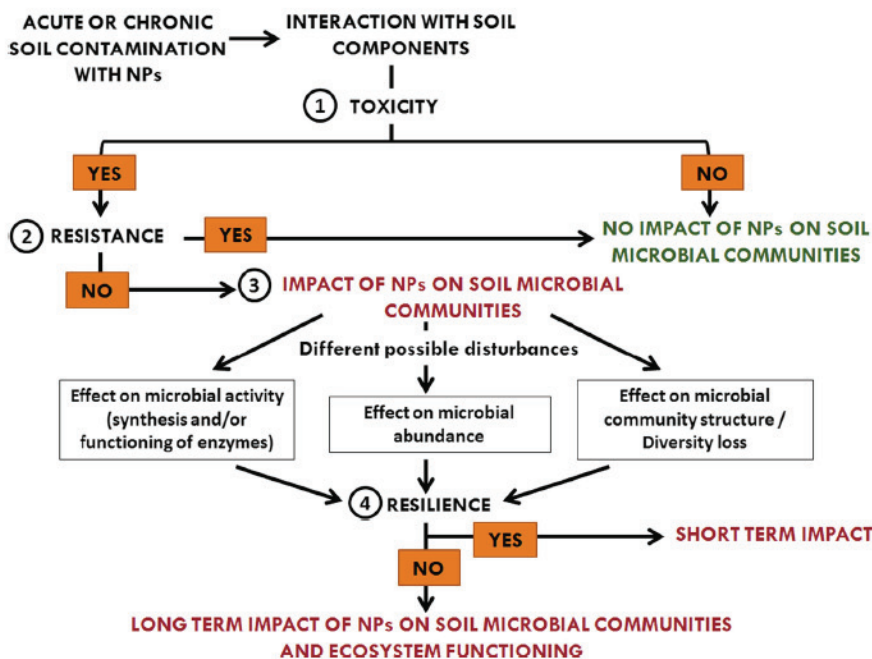 ACUTE OR CHRONIC
SOIL CONTAMINATION
WITH NPs
INTERACTION WITH SOIL
COMPONENTS
1 TOXICITY
YES
NO
2 RESISTANCE
YES
NO IMPACT OF NPs ON SOIL
MICROBIAL COMMUNITIES
NO
3 IMPACT OF NPs ON SOIL MICROBIAL
COMMUNITIES
Different possible disturbances
Effect on microbial activity
(synthesis and/or
functioning of enzymes)
Effect on microbial
abundance
Effect on microbial
community structure /
Diversity loss
4 RESILIENCE
YES
SHORT TERM IMPACT
NO
LONG TERM IMPACT OF NPs ON SOIL MICROBIAL COMMUNITIES
AND ECOSYSTEM FUNCTIONING